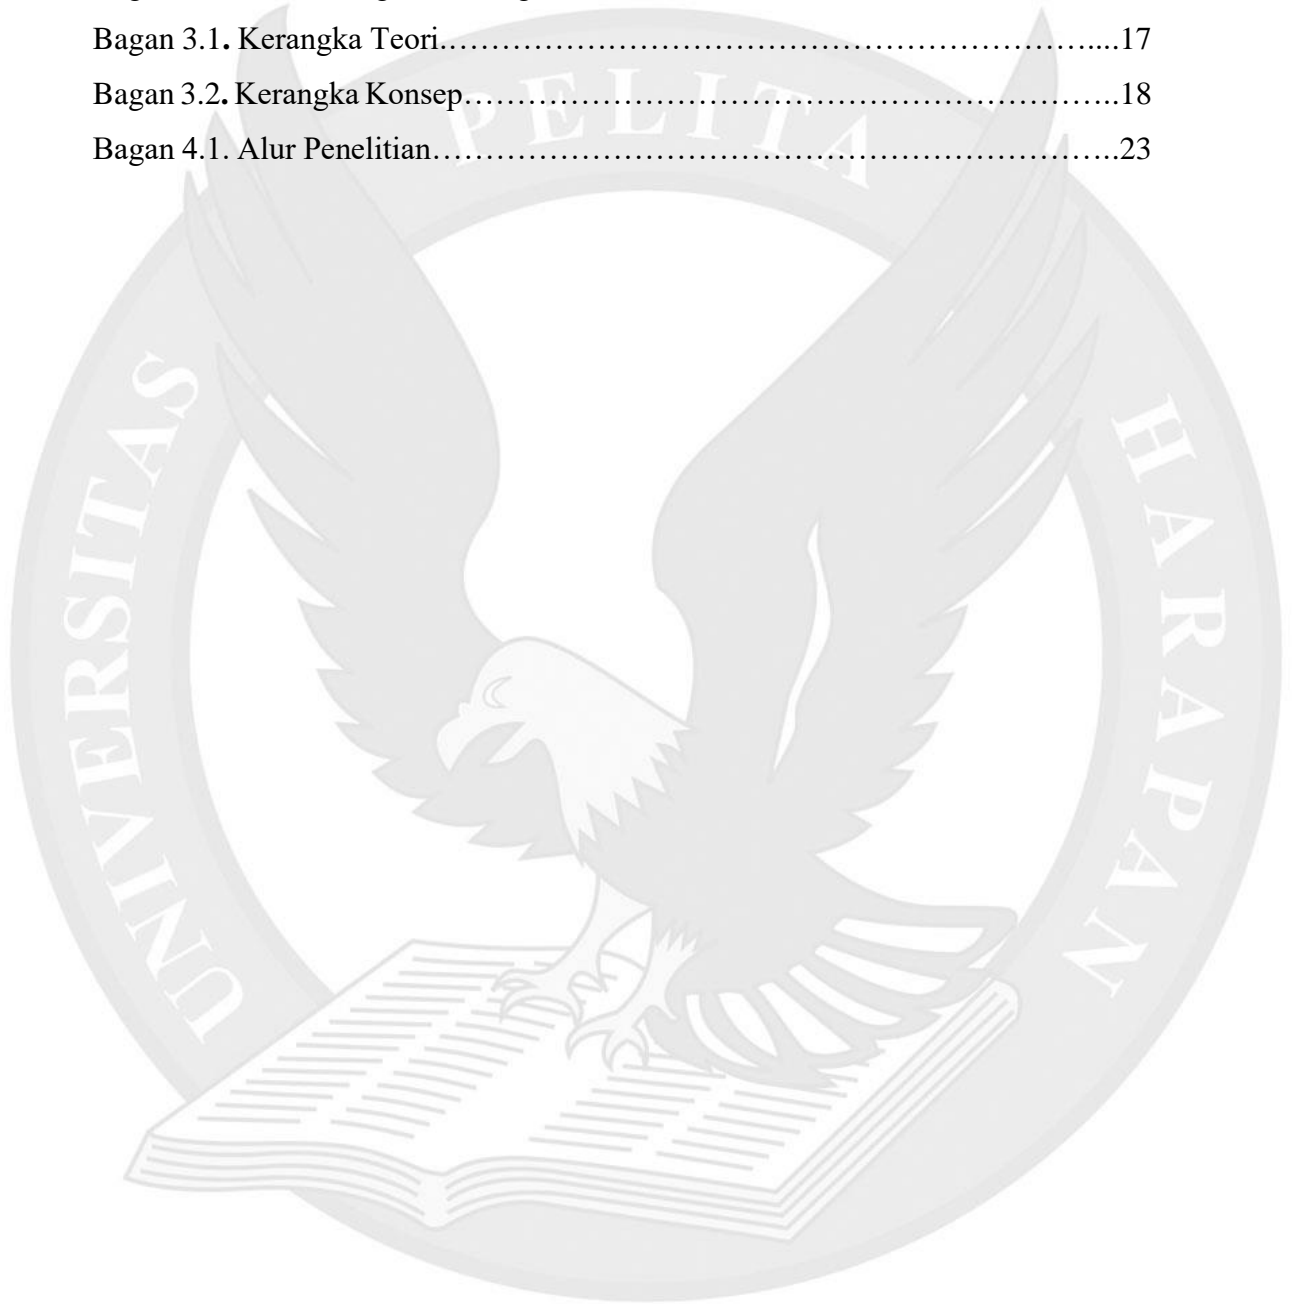 Bagan 3.1. Kerangka Teori……………………………………………………………....17
Bagan 3.2. Kerangka Konsep…………………………………………………………..18
Bagan 4.1. Alur Penelitian……………………………………………………………..23
UNIVERSITAS PELITA HARAPAN